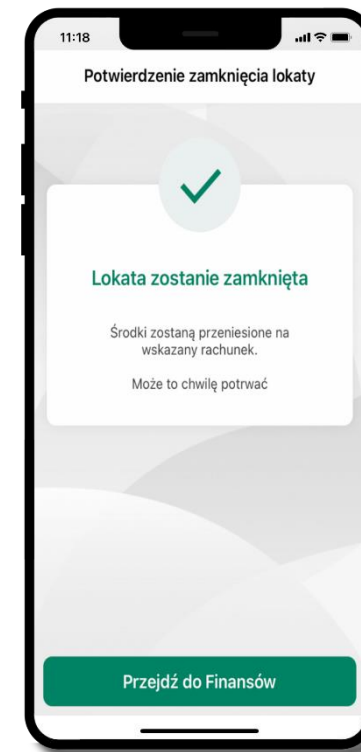 11:18
Potwierdzenie zamknięcia lokaty
Lokata zostanie zamknięta
Środki zostaną przeniesione na
wskazany rachunek.
Może to chwilę potrwać
Przejdź do Finansów